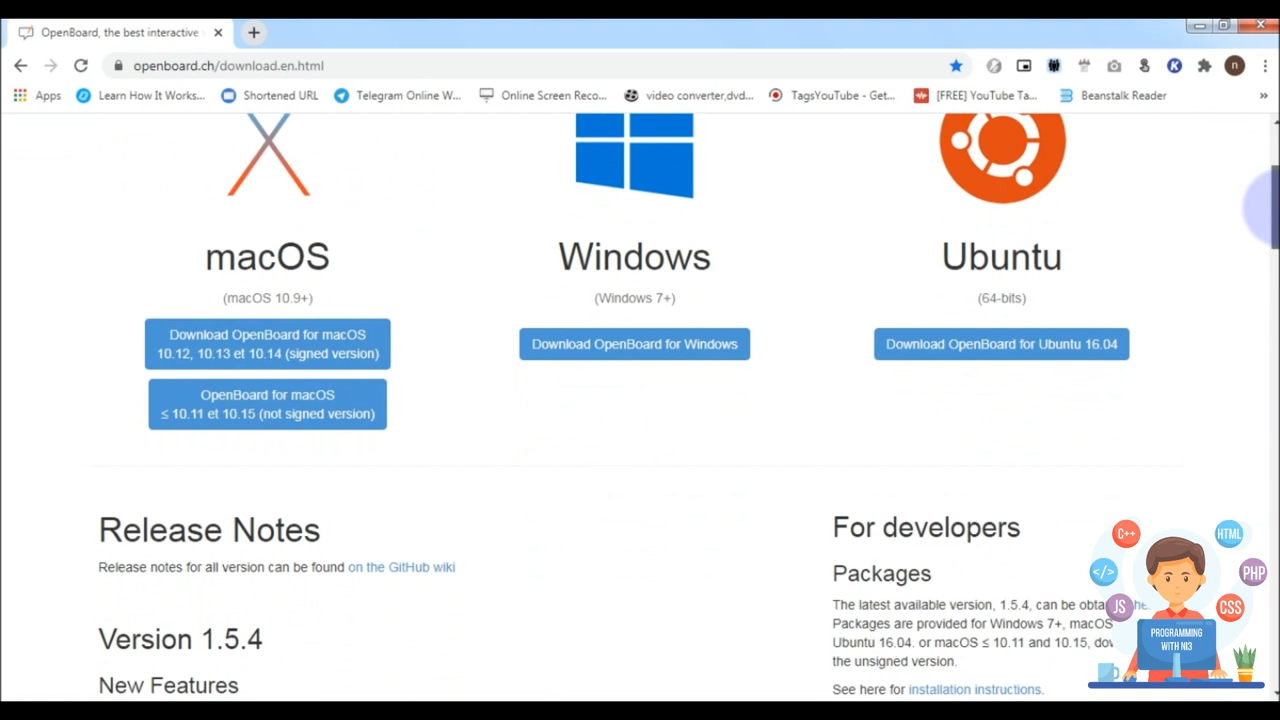 OpenBoard, the best interactive
openboard.ch/download.en.html
n
Apps
Learn How It Works...
Shortened URL
Telegram Online W...
Online Screen Reco...
video converter,dvd...
TagsYouTube - Get...
[FREE] YouTube Ta...
Beanstalk Reader
»
macOS
(macOS 10.9+)
Download OpenBoard for macOS
10.12, 10.13 et 10.14 (signed version)
OpenBoard for macOS
≤ 10.11 et 10.15 (not signed version)
Windows
(Windows 7+)
Download OpenBoard for Windows
Ubuntu
(64-bits)
Download OpenBoard for Ubuntu 16.04
Release Notes
Release notes for all version can be found on the GitHub wiki
Version 1.5.4
New Features
For developers
Packages
The latest available version, 1.5.4, can be
Packages are provided for Windows 7+, macOS
Ubuntu 16.04. or macOS ≤ 10.11 and 10.15,
the unsigned version.
See here for installation instructions.
C++
HTML
</>
PHP
JS
CSS
PROGRAMMING
WITH NI3